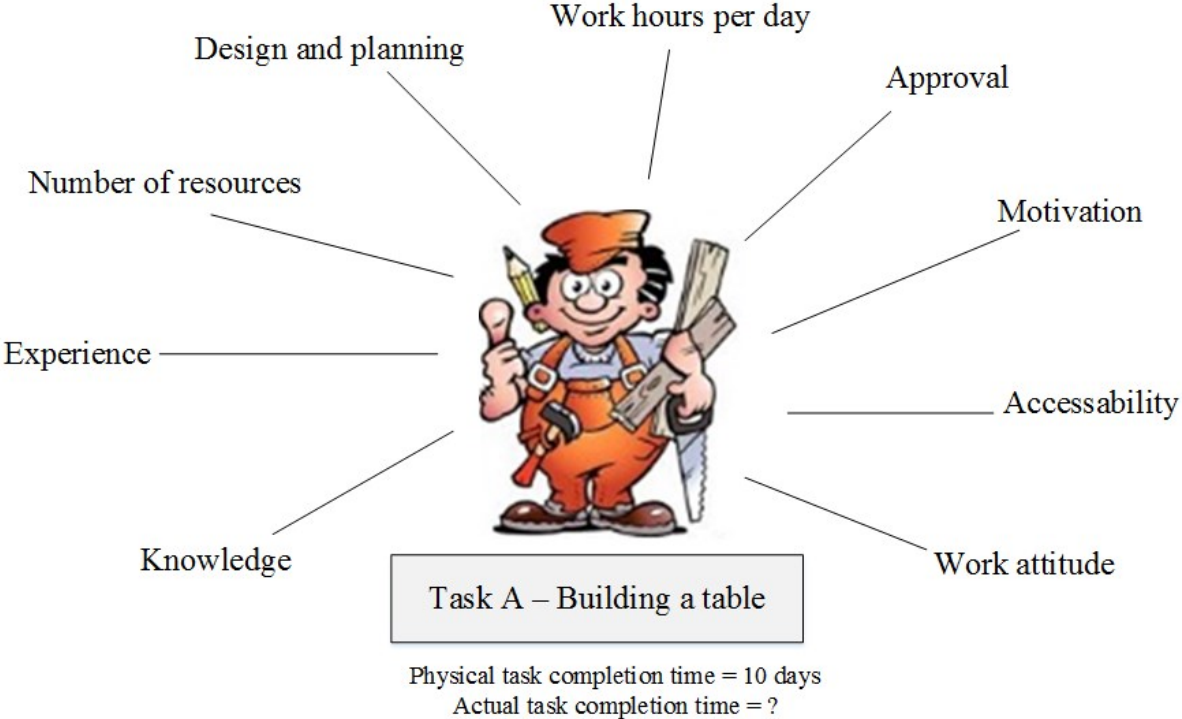 Work hours per day
Design and planning
Approval
Number of resources
Motivation
Experience
Accessability
Knowledge
Work attitude
Task A – Building a table
Physical task completion time = 10 days
Actual task completion time = ?